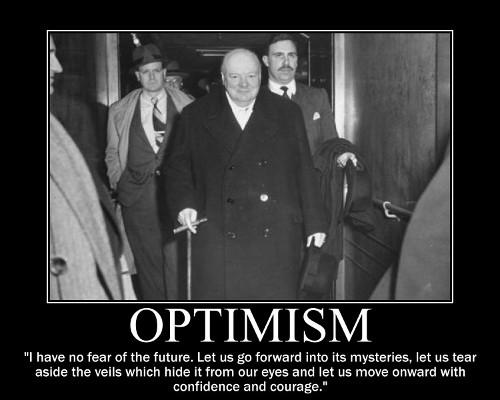 OPTIMISM
"I have no fear of the future. Let us go forward into its mysteries, let us tear
aside the veils which hide it from our eyes and let us move onward with
confidence and courage."